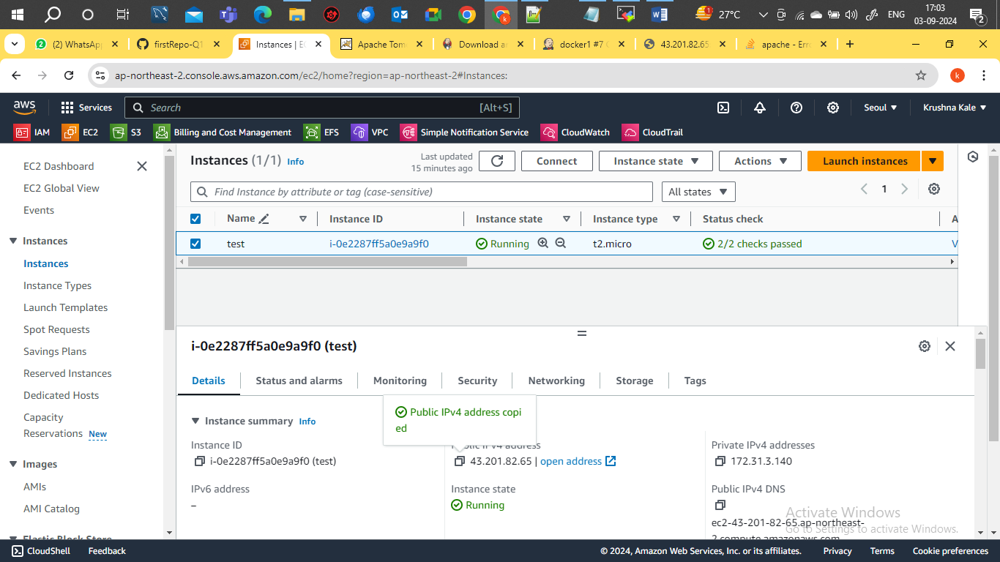 27°C
ENG
17:03
03-09-2024
2
(2) WhatsAp
firstRepo-Q1
Instances | EC
Apache Tom
Download a
docker1 #7
43.201.82.65
apache - Erro
ap-northeast-2.console.aws.amazon.com/ec2/home?region=ap-northeast-2#Instances:
k
aws
Services
Search
[Alt+S]
Seoul
Krushna Kale
IAM
EC2
S3
Billing and Cost Management
EFS
VPC
Simple Notification Service
CloudWatch
CloudTrail
EC2 Dashboard
EC2 Global View
Events
Instances
Instances
Instance Types
Launch Templates
Spot Requests
Savings Plans
Reserved Instances
Dedicated Hosts
Capacity
Reservations New
Images
AMIs
AMI Catalog
Elastic Block Store
Instances (1/1) Info
Last updated
15 minutes ago
Connect
Instance state
Actions
Launch instances
Find Instance by attribute or tag (case-sensitive)
All states
1
Name
Instance ID
Instance state
Instance type
Status check
A
test
i-0e2287ff5a0e9a9f0
Running
t2.micro
2/2 checks passed
V
i-0e2287ff5a0e9a9f0 (test)
Details
Status and alarms
Monitoring
Security
Networking
Storage
Tags
Public IPv4 address copi
ed
Instance summary Info
Instance ID
i-0e2287ff5a0e9a9f0 (test)
Public IPv4 address
43.201.82.65 | open address
Private IPv4 addresses
172.31.3.140
IPv6 address
–
Instance state
Running
Public IPv4 DNS
ec2-43-201-82-65.ap-northeast-
2.compute.amazonaws.com
Activate Windows
Go to Settings to activate Windows.
CloudShell
Feedback
© 2024, Amazon Web Services, Inc. or its affiliates.
Privacy
Terms
Cookie preferences